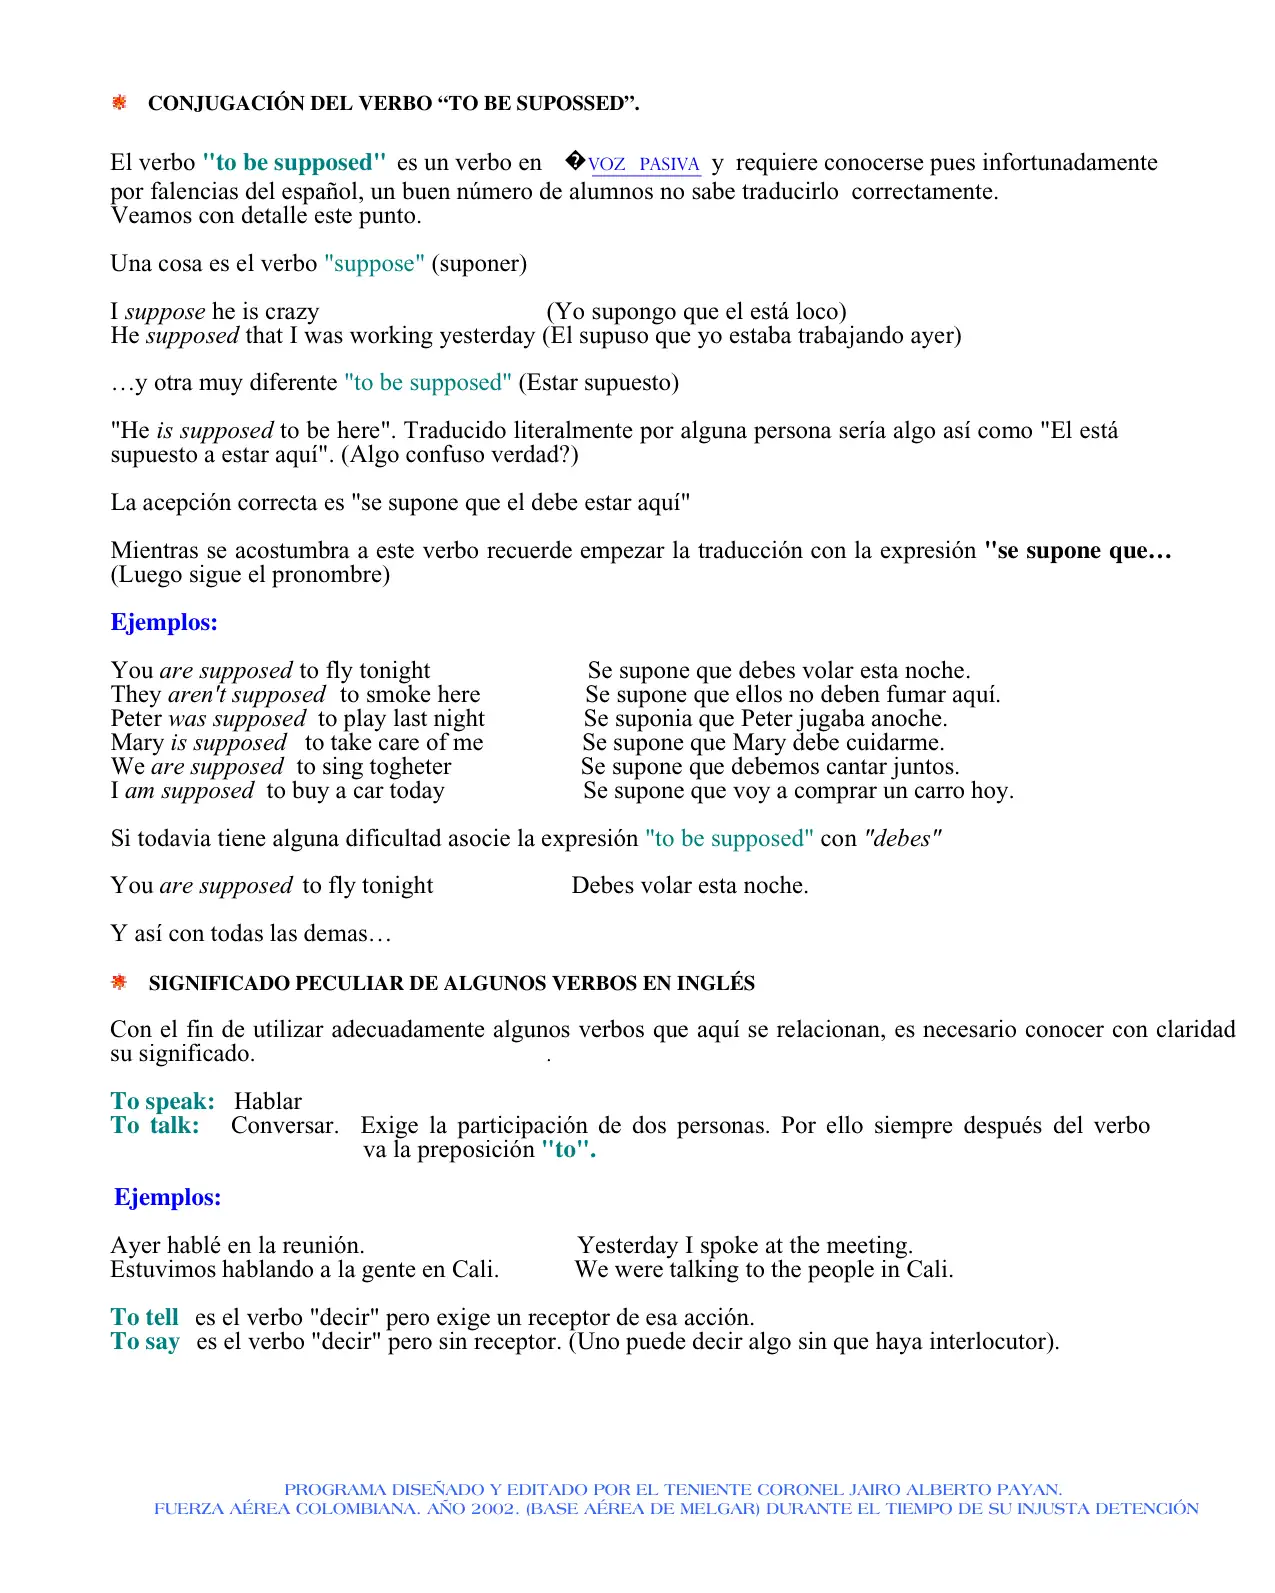 CONJUGACIÓN DEL VERBO “TO BE SUPOSSED”.
El verbo "to be supposed" es un verbo en �VOZ PASIVA y requiere conocerse pues infortunadamente
por falencias del español, un buen número de alumnos no sabe traducirlo correctamente.
Veamos con detalle este punto.
Una cosa es el verbo "suppose" (suponer)
I suppose he is crazy (Yo supongo que el está loco)
He supposed that I was working yesterday (El supuso que yo estaba trabajando ayer)
…y otra muy diferente "to be supposed" (Estar supuesto)
"He is supposed to be here". Traducido literalmente por alguna persona sería algo así como "El está
supuesto a estar aquí". (Algo confuso verdad?)
La acepción correcta es "se supone que el debe estar aquí"
Mientras se acostumbra a este verbo recuerde empezar la traducción con la expresión "se supone que…
(Luego sigue el pronombre)
Ejemplos:
You are supposed to fly tonight Se supone que debes volar esta noche.
They aren't supposed to smoke here Se supone que ellos no deben fumar aquí.
Peter was supposed to play last night Se suponia que Peter jugaba anoche.
Mary is supposed to take care of me Se supone que Mary debe cuidarme.
We are supposed to sing togheter Se supone que debemos cantar juntos.
I am supposed to buy a car today Se supone que voy a comprar un carro hoy.
Si todavia tiene alguna dificultad asocie la expresión "to be supposed" con "debes"
You are supposed to fly tonight Debes volar esta noche.
Y así con todas las demas…
SIGNIFICADO PECULIAR DE ALGUNOS VERBOS EN INGLÉS
Con el fin de utilizar adecuadamente algunos verbos que aquí se relacionan, es necesario conocer con claridad
su significado. .
To speak: Hablar
To talk: Conversar. Exige la participación de dos personas. Por ello siempre después del verbo
va la preposición "to".
Ejemplos:
Ayer hablé en la reunión. Yesterday I spoke at the meeting.
Estuvimos hablando a la gente en Cali. We were talking to the people in Cali.
To tell es el verbo "decir" pero exige un receptor de esa acción.
To say es el verbo "decir" pero sin receptor. (Uno puede decir algo sin que haya interlocutor).
PROGRAMA DISEÑADO Y EDITADO POR EL TENIENTE CORONEL JAIRO ALBERTO PAYAN.
FUERZA AÉREA COLOMBIANA. AÑO 2002. (BASE AÉREA DE MELGAR) DURANTE EL TIEMPO DE SU INJUSTA DETENCIÓN